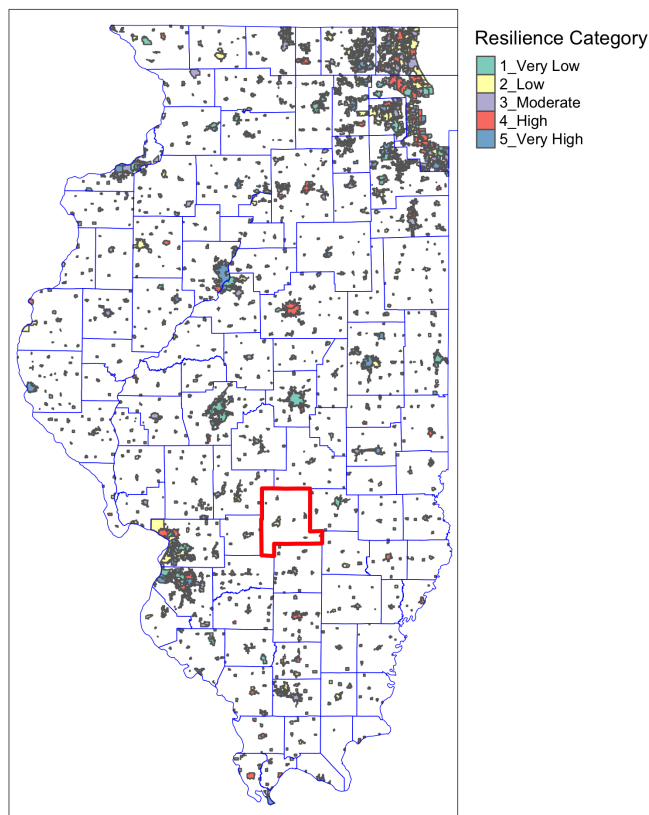 Resilience Category
1_Very Low
2_Low
3_Moderate
4_High
5_Very High